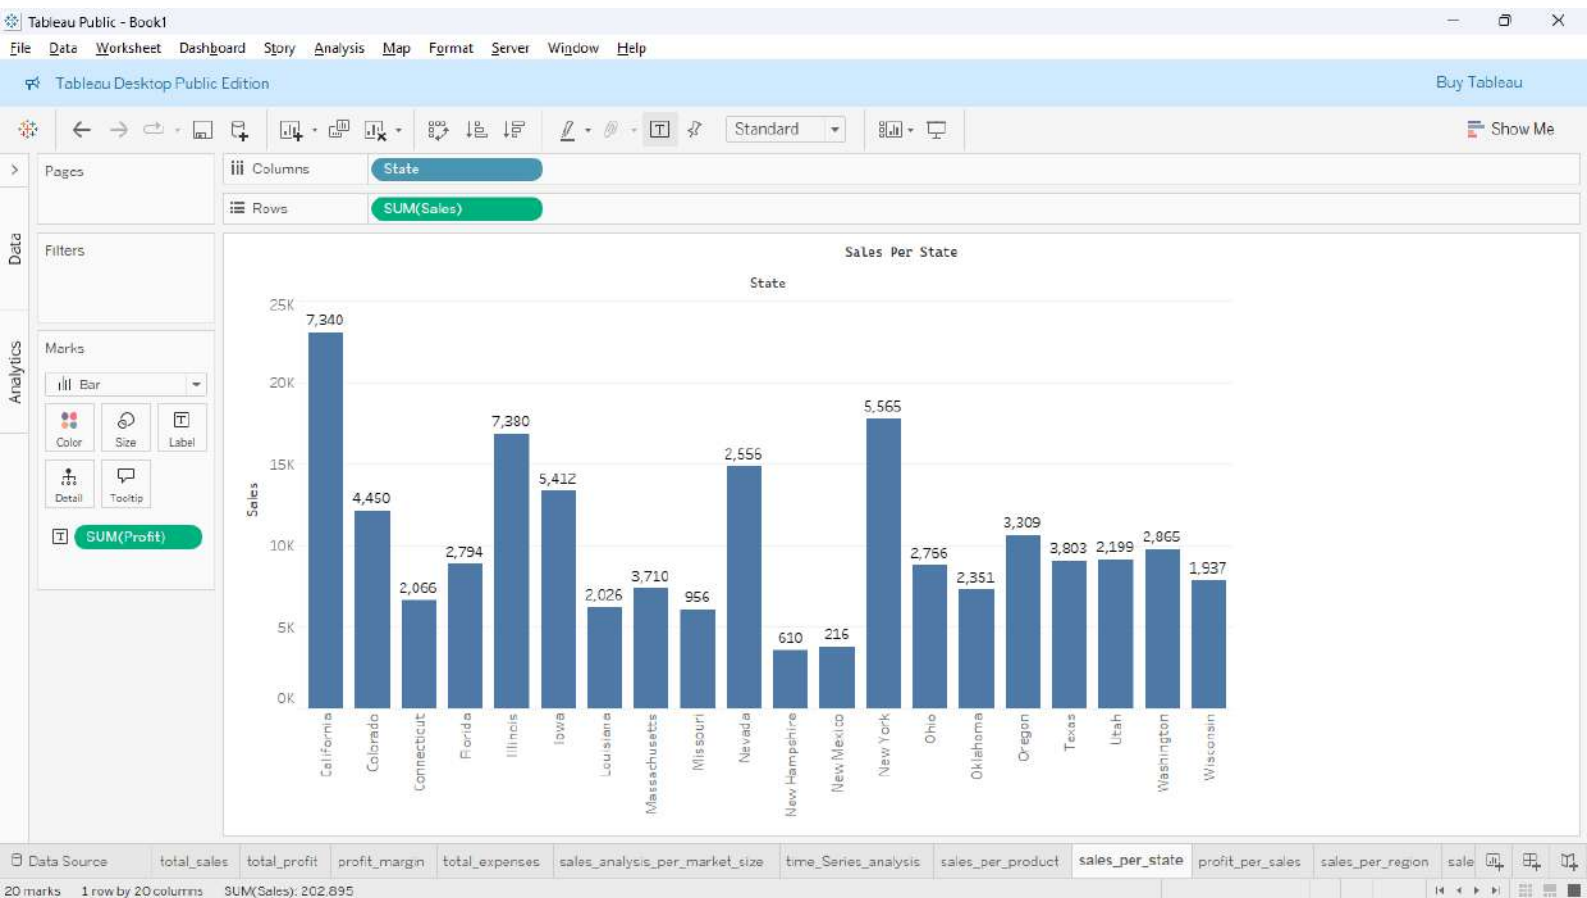 Tableau Public - Book1
File Data Worksheet Dashboard Story Analysis Map Format Server Window Help
Tableau Desktop Public Edition Buy Tableau
Standard Show Me
Pages
Columns State
Rows SUM(Sales)
Data
Filters
Analytics
Marks
Bar
Color Size Label
Detail Tooltip
SUM(Profit)
Sales Per State
State
Sales
25K
20K
15K
10K
5K
0K
7,340
4,450
2,066
2,794
7,380
5,412
2,026
3,710
956
2,556
610
216
5,565
2,766
2,351
3,309
3,803
2,199
2,865
1,937
California
Colorado
Connecticut
Florida
Illinois
Iowa
Louisiana
Massachusetts
Missouri
Nevada
New Hampshire
New Mexico
New York
Ohio
Oklahoma
Oregon
Texas
Utah
Washington
Wisconsin
Data Source total_sales total_profit profit_margin total_expenses sales_analysis_per_market_size time_Series_analysis sales_per_product sales_per_state profit_per_sales sales_per_region sale
20 marks 1 row by 20 columns SUM(Sales): 202,895